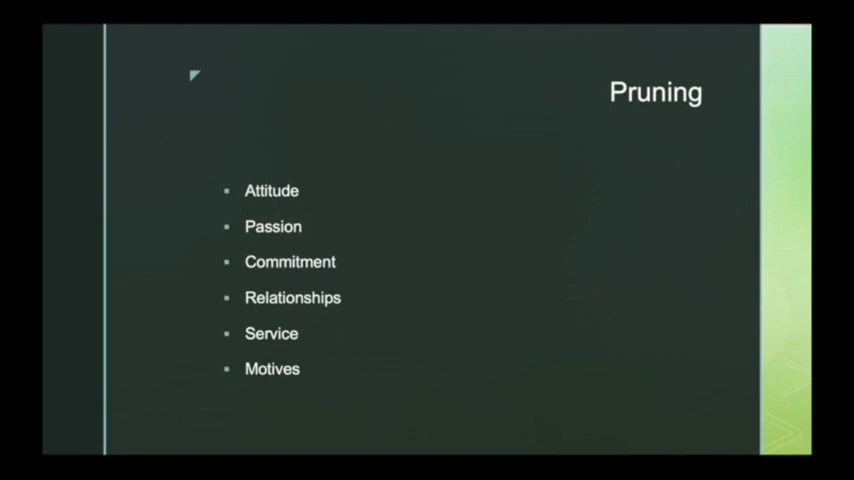 Pruning
Attitude
Passion
Commitment
Relationships
Service
Motives